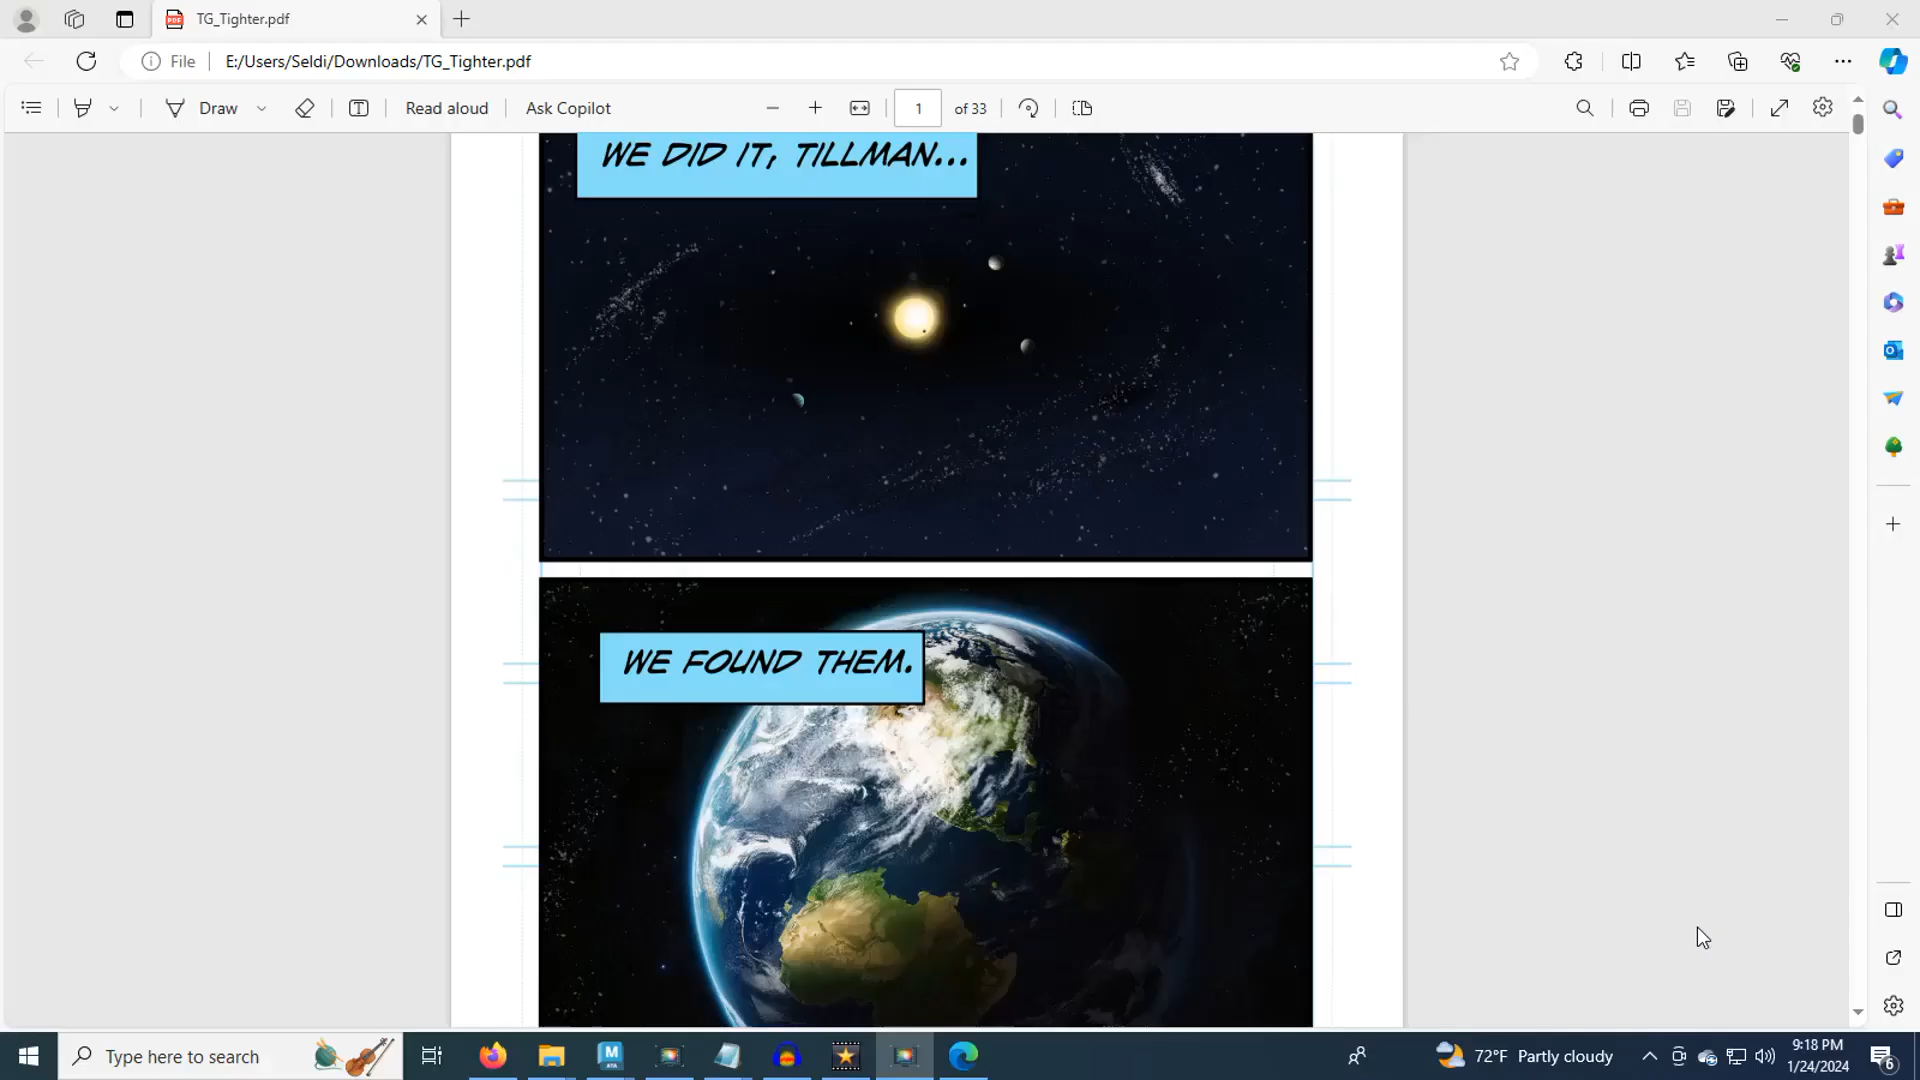 TG_Tighter.pdf
File
E:/Users/Seldi/Downloads/TG_Tighter.pdf
Draw
Read aloud
Ask Copilot
1
of 33
WE DID IT, TILLMAN...
WE FOUND THEM.
Type here to search
72°F Partly cloudy
9:18 PM
1/24/2024
6